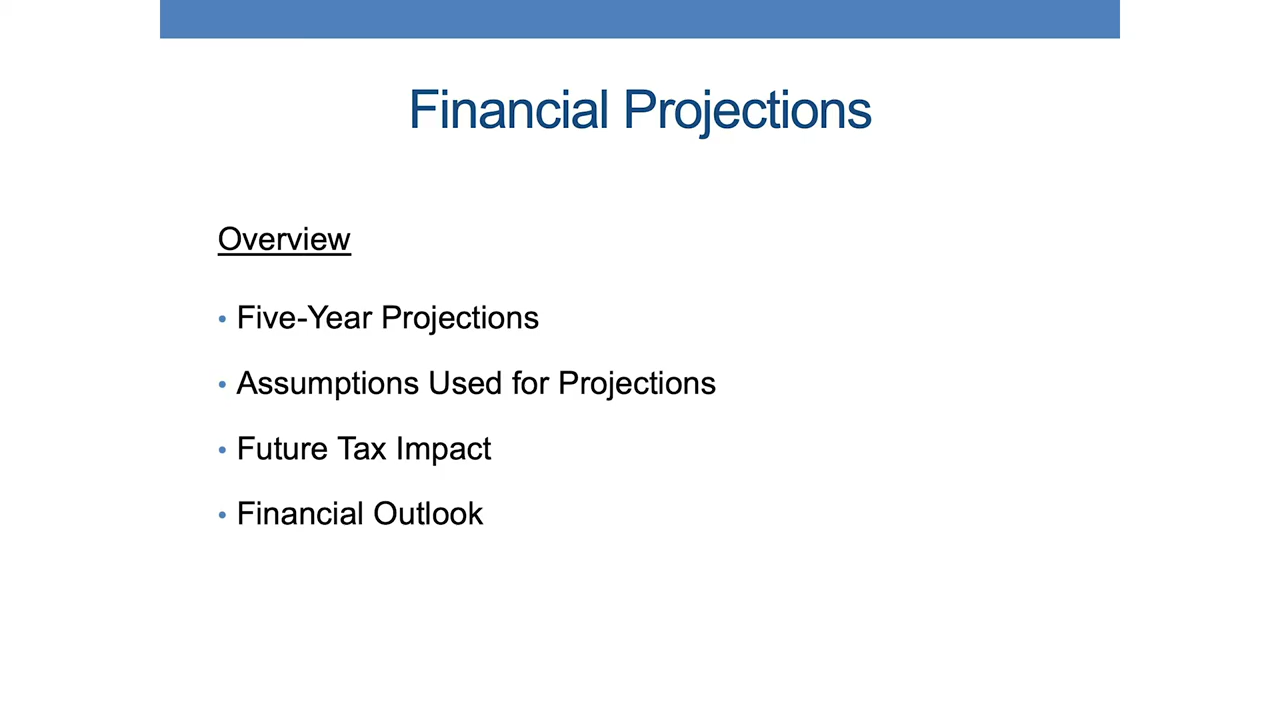 Financial Projections
Overview
• Five-Year Projections
• Assumptions Used for Projections
• Future Tax Impact
• Financial Outlook